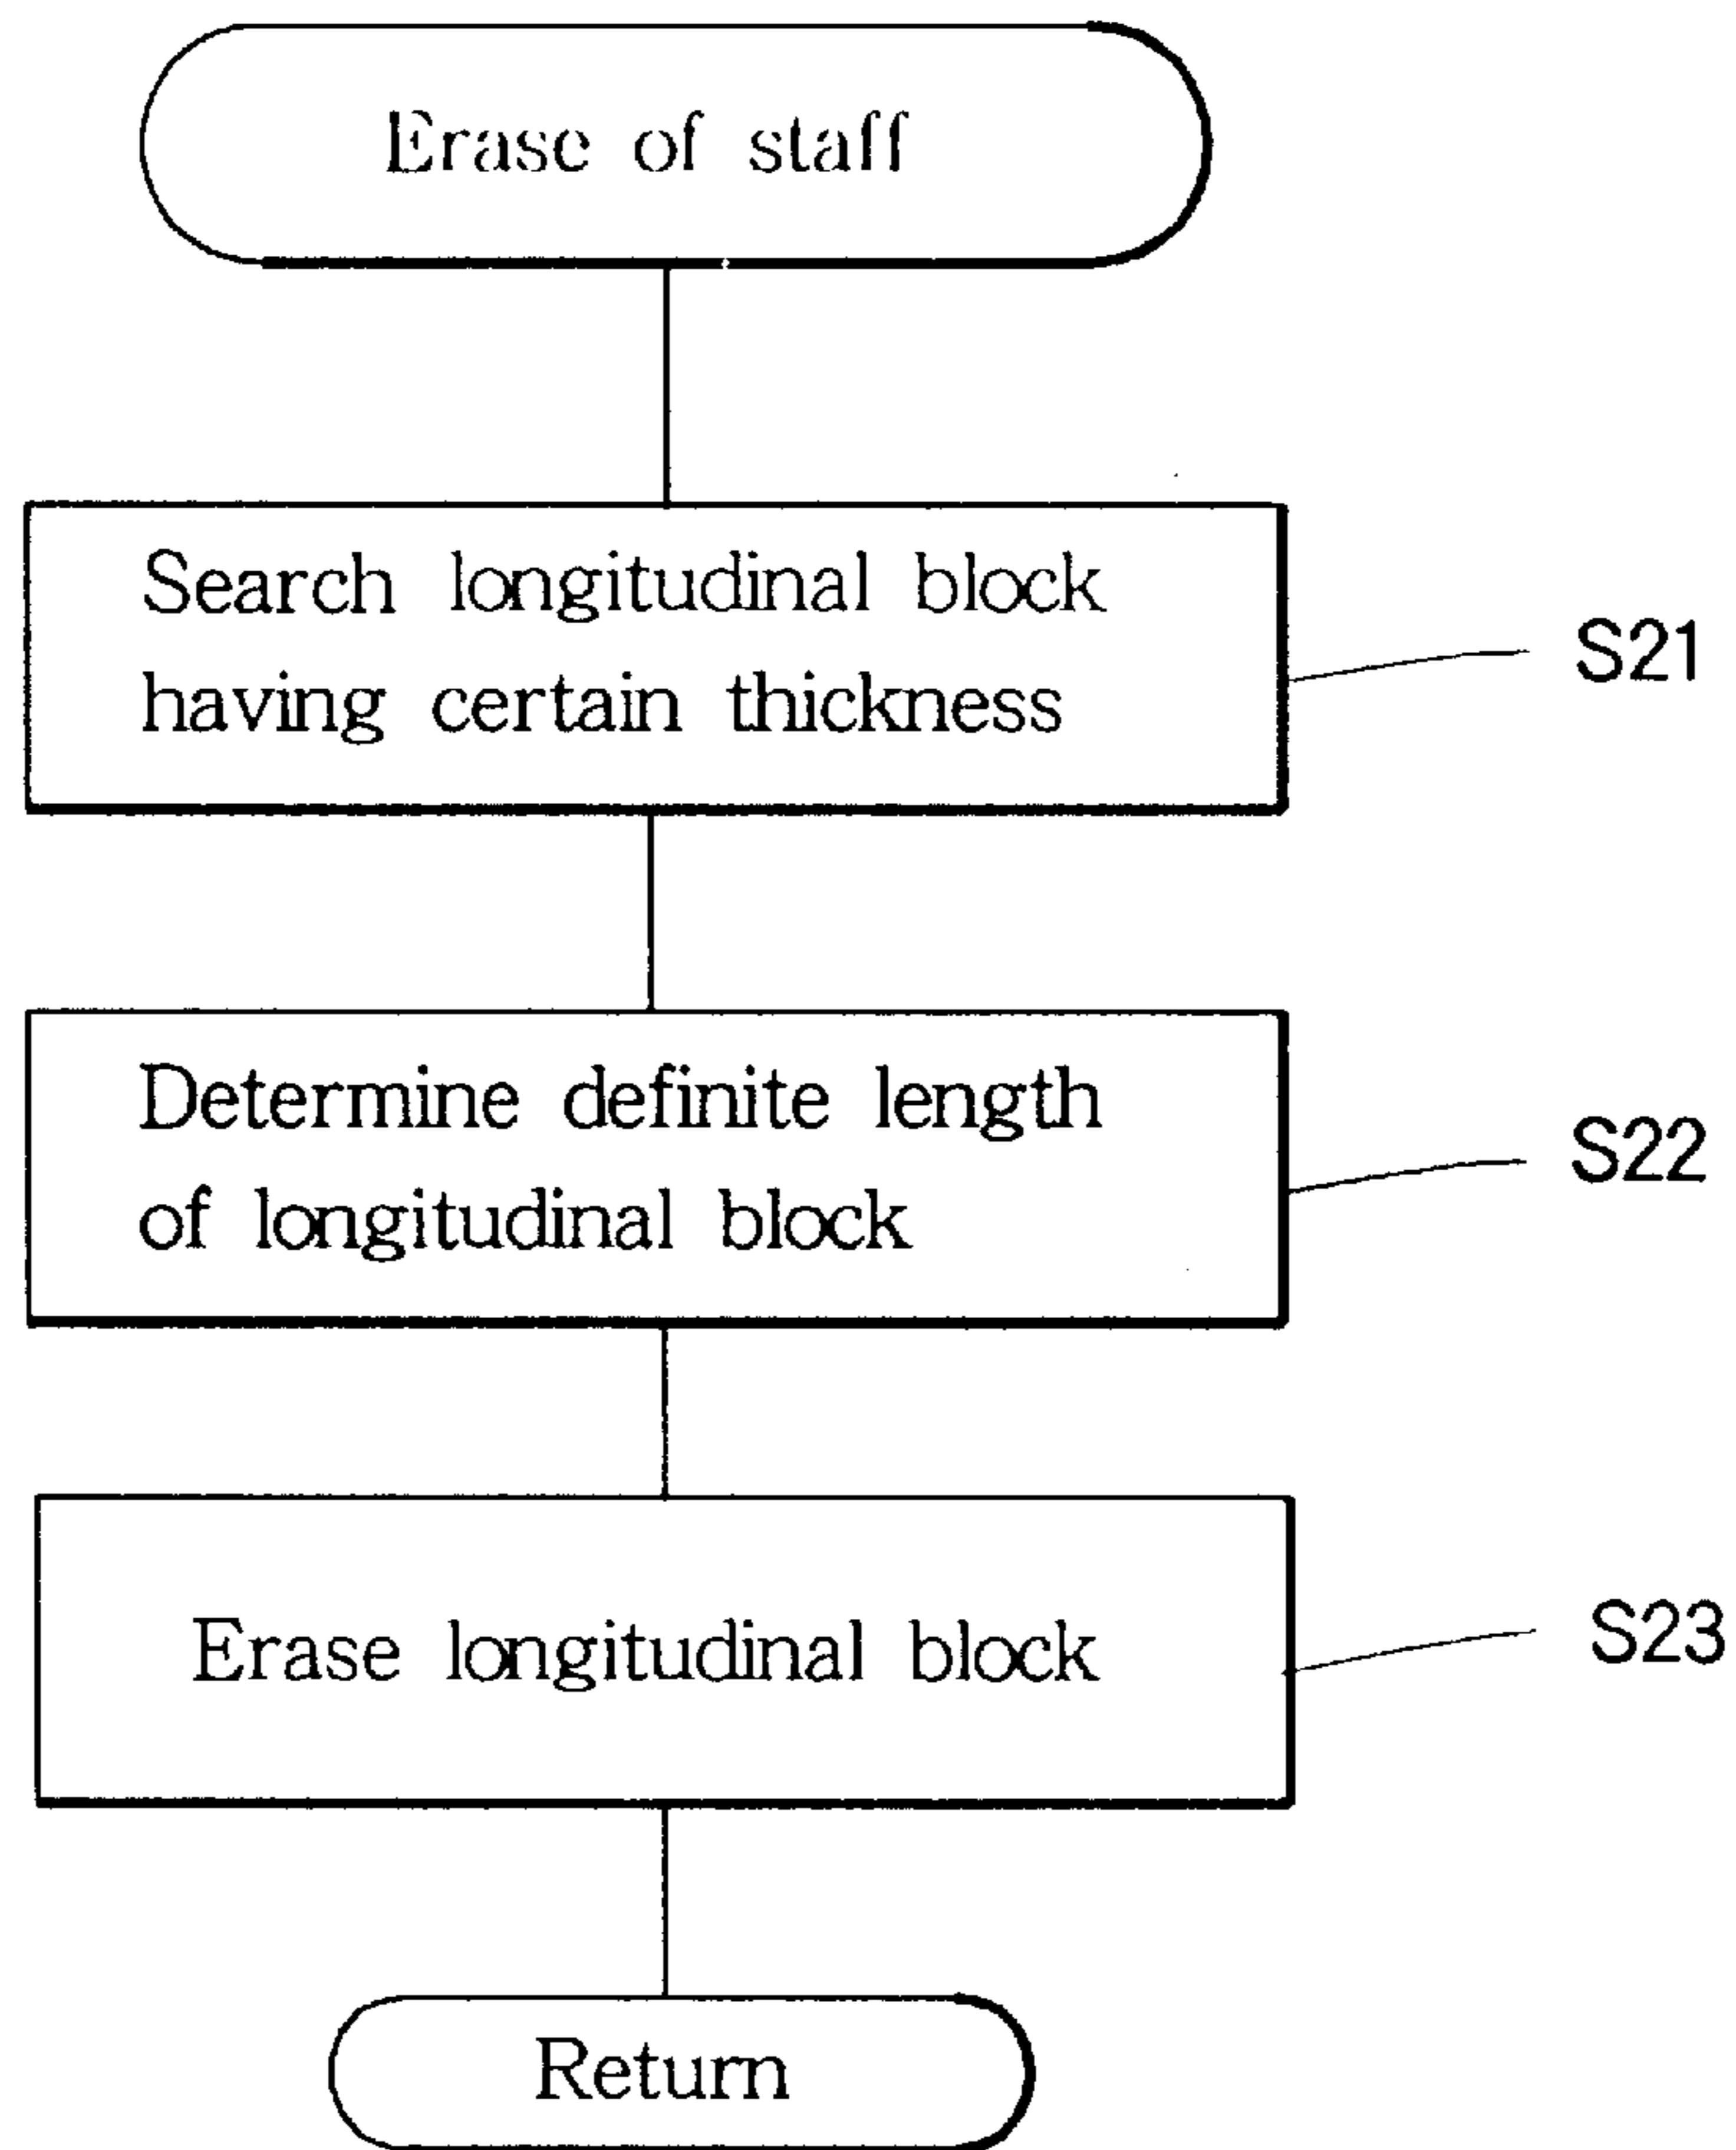 Erase of staff
Search longitudinal block
having certain thickness
S21
Determine definite length
of longitudinal block
S22
Erase longitudinal block
S23
Return